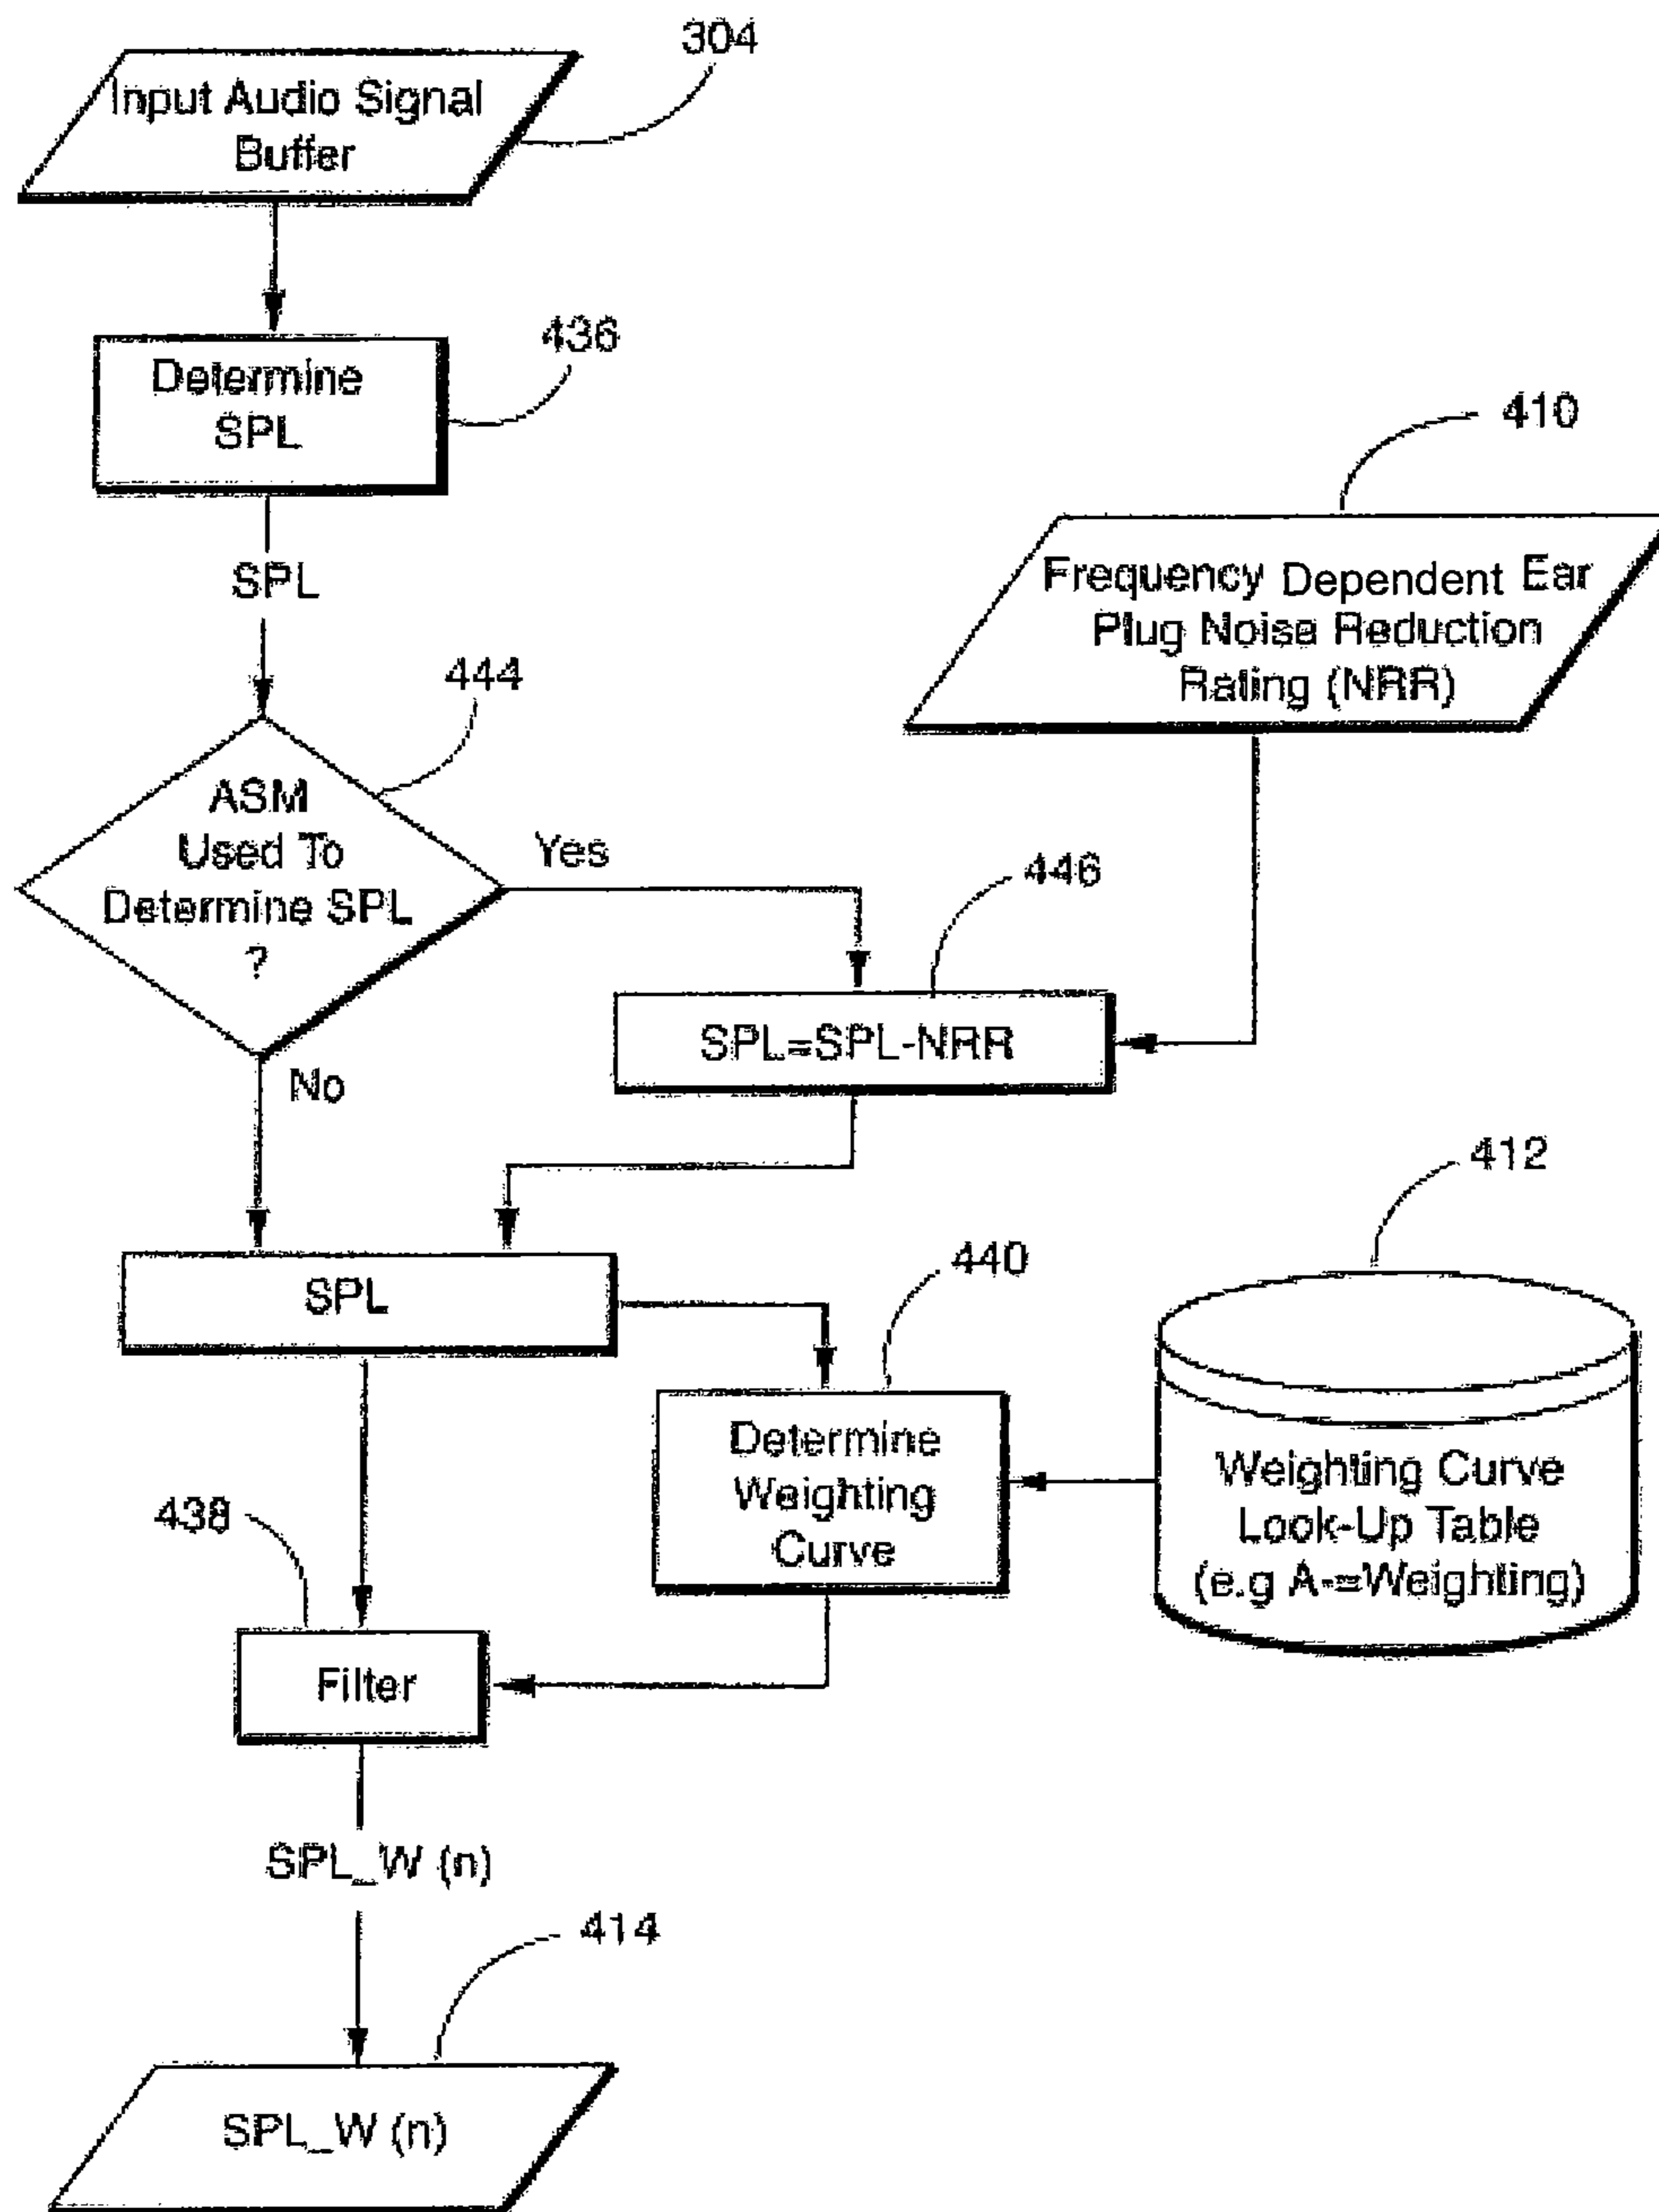 304
Input Audio Signal
Buffer
436
Determine
SPL
410
SPL
Frequency Dependent Ear
Plug Noise Reduction
Rating (NRR)
444
ASM
Used To
Determine SPL
?
Yes
446
SPL=SPL-NRR
No
412
440
SPL
Determine
Weighting
Curve
Weighting Curve
Look-Up Table
(e.g A-=Weighting)
438
Filter
SPL_W (n)
414
SPL_W (n)